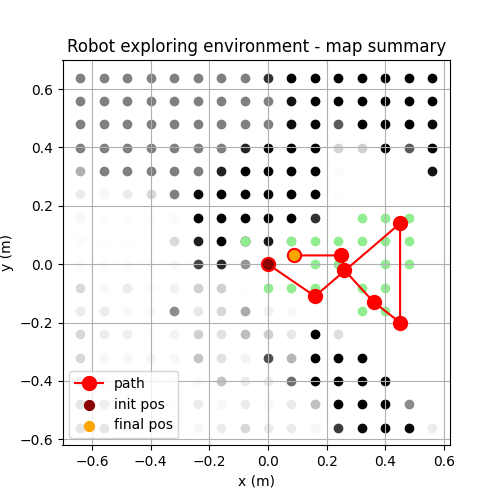 Robot exploring environment - map summary
y (m)
0.6
0.4
0.2
0.0
−0.2
−0.4
−0.6
path
init pos
final pos
−0.6 −0.4 −0.2 0.0 0.2 0.4 0.6
x (m)